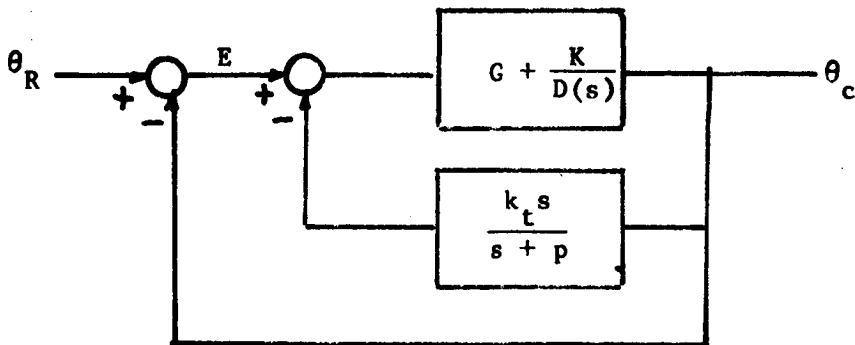 θ_R
+
−
E
+
−
G + K/D(s)
θ_c
k_t s
s + p